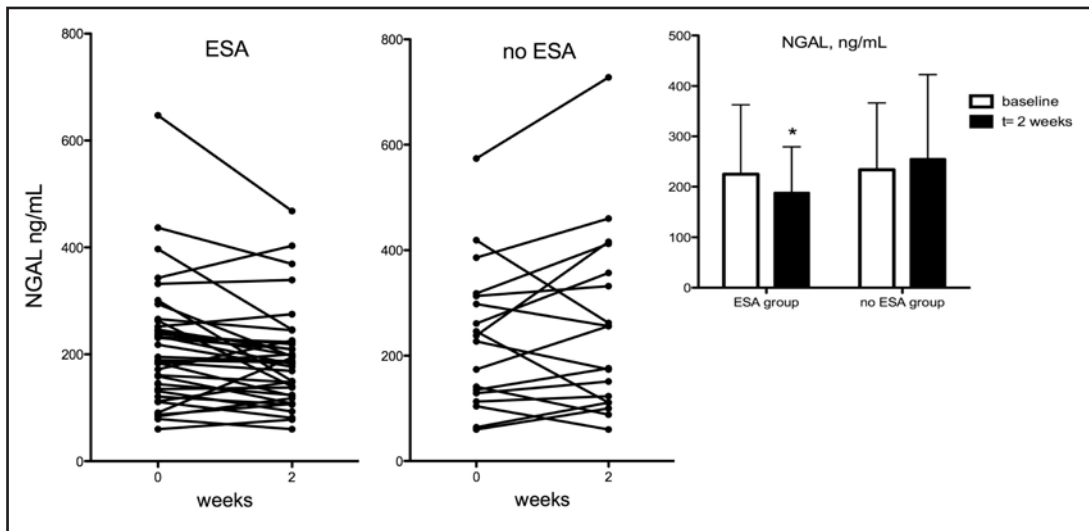 ESA
NGAL ng/mL
800
600
400
200
0
0
2
weeks
no ESA
800
600
400
200
0
0
2
weeks
NGAL, ng/mL
500
400
300
200
100
0
*
ESA group
no ESA group
baseline
t= 2 weeks